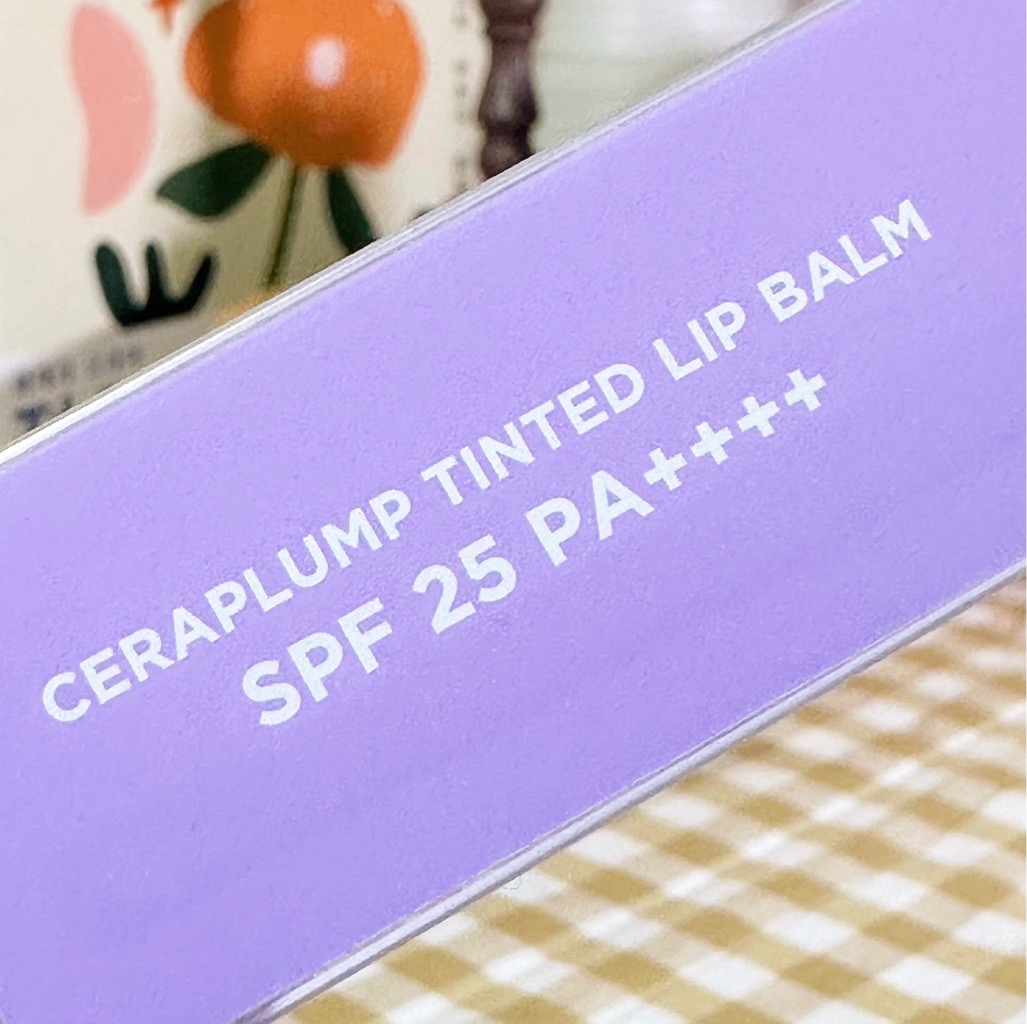 CERAPLUMP TINTED LIP BALM
SPF 25 PA++++